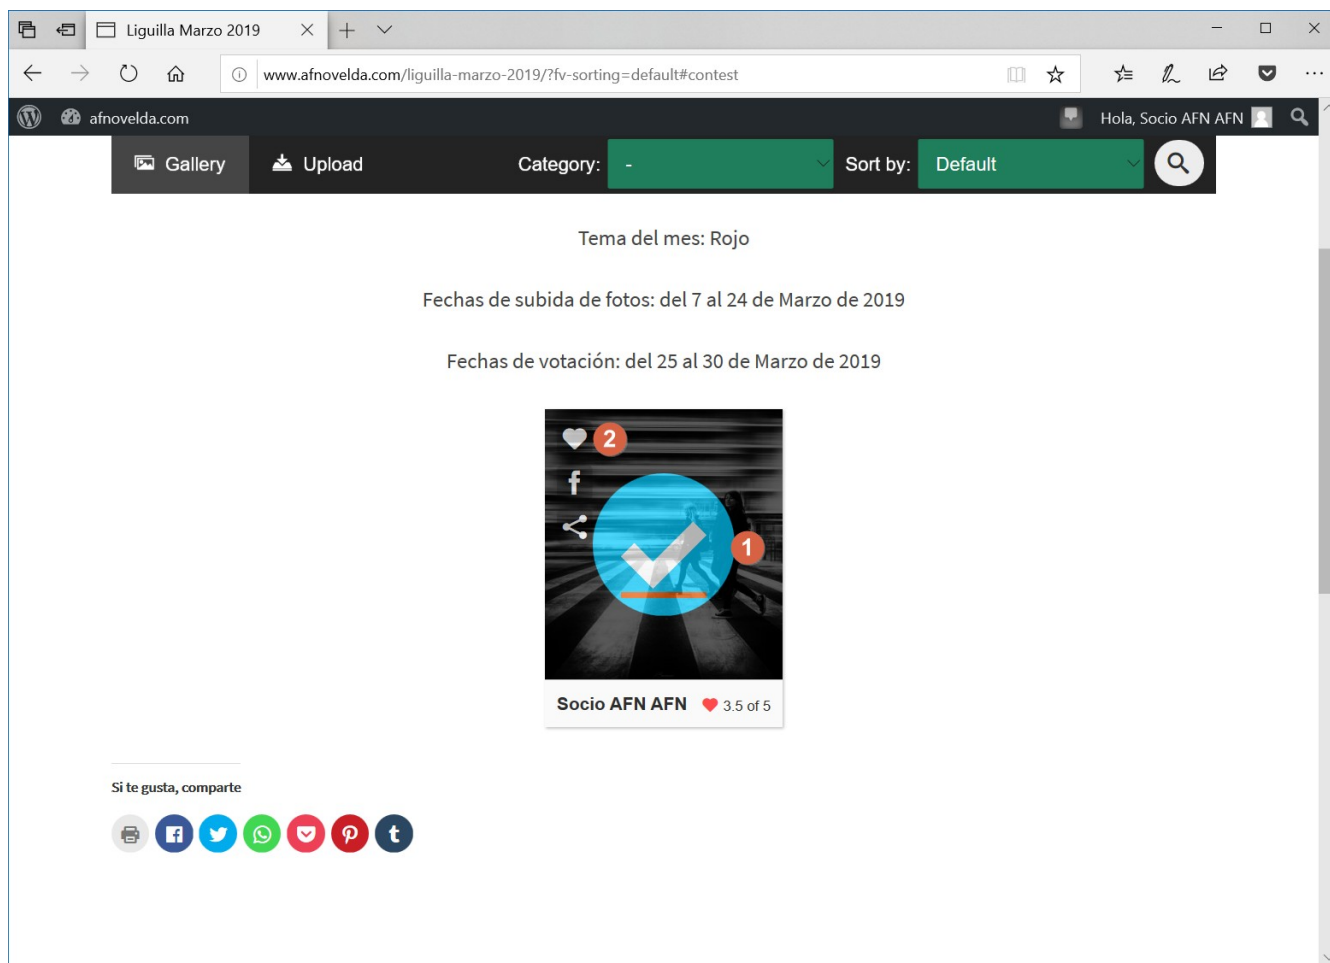 Liguilla Marzo 2019
www.afnovelda.com/liguilla-marzo-2019/?fv-sorting=default#contest
afnovelda.com
Hola, Socio AFN AFN
Gallery
Upload
Category: -
Sort by: Default
Tema del mes: Rojo
Fechas de subida de fotos: del 7 al 24 de Marzo de 2019
Fechas de votación: del 25 al 30 de Marzo de 2019
2
1
Socio AFN AFN 3.5 of 5
Si te gusta, comparte